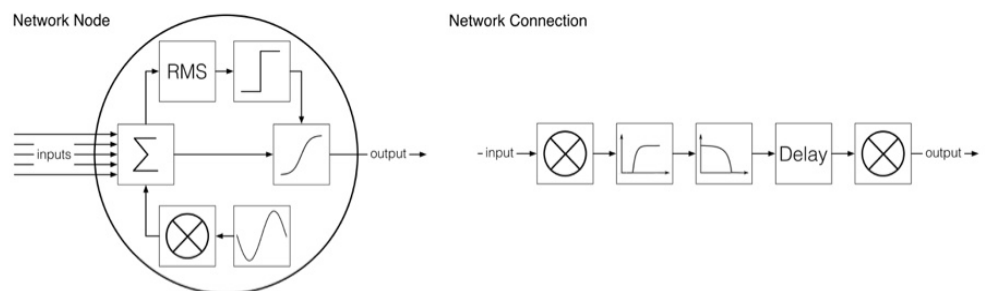 Network Node
Network Connection
RMS
Σ
inputs
output
input
Delay
output